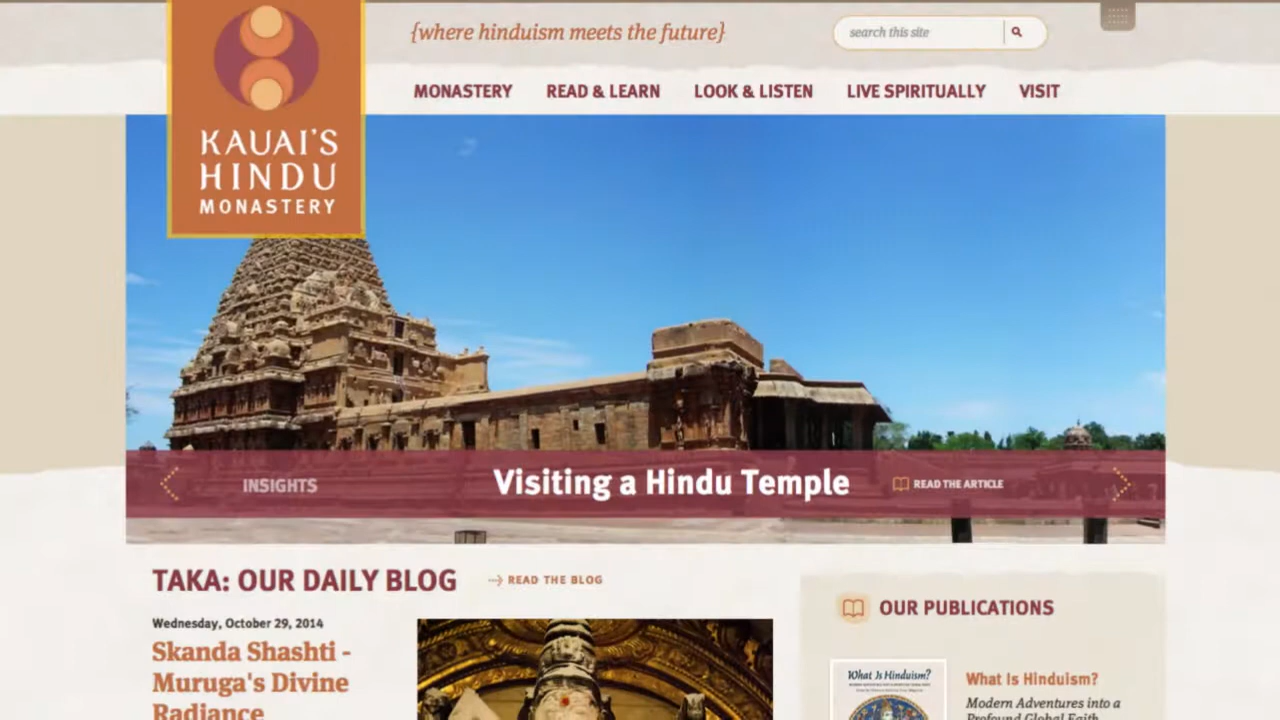 {where hinduism meets the future}
search this site
KAUAI'S
HINDU
MONASTERY
MONASTERY READ & LEARN LOOK & LISTEN LIVE SPIRITUALLY VISIT
INSIGHTS Visiting a Hindu Temple READ THE ARTICLE
TAKA: OUR DAILY BLOG READ THE BLOG
Wednesday, October 29, 2014
Skanda Shashti -
Muruga's Divine
Radiance
OUR PUBLICATIONS
What Is Hinduism?
What Is Hinduism?
Modern Adventures into a
Profound Global Faith